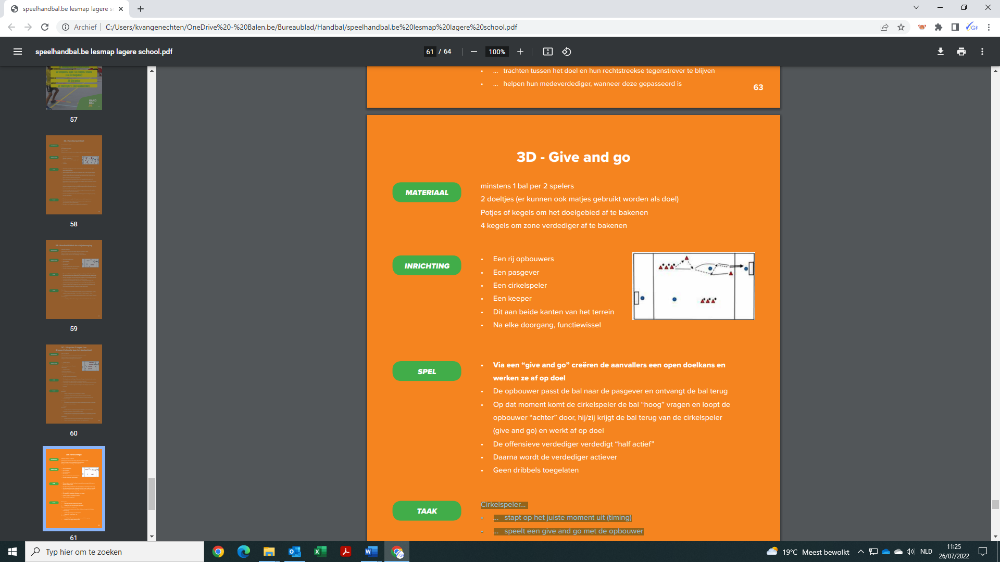 speelhandbal.be lesmap lagere s
Archief
C:/Users/kvangenechten/OneDrive%20-%20Balen.be/Bureaublad/Handbal/speelhandbal.be%20lesmap%20lagere%20school.pdf
speelhandbal.be lesmap lagere school.pdf
61 / 64
100%
HAND
BAL
57
58
59
60
61
• ... trachten tussen het doel en hun rechtstreekse tegenstrever te blijven
• ... helpen hun medeverdediger, wanneer deze gepasseerd is
63
3D - Give and go
MATERIAAL
minstens 1 bal per 2 spelers
2 doeltjes (er kunnen ook matjes gebruikt worden als doel)
Potjes of kegels om het doelgebied af te bakenen
4 kegels om zone verdediger af te bakenen
INRICHTING
• Een rij opbouwers
• Een pasgever
• Een cirkelspeler
• Een keeper
• Dit aan beide kanten van het terrein
• Na elke doorgang, functiewissel
SPEL
• Via een “give and go” creëren de aanvallers een open doelkans en
werken ze af op doel
• De opbouwer passt de bal naar de pasgever en ontvangt de bal terug
• Op dat moment komt de cirkelspeler de bal “hoog” vragen en loopt de
opbouwer “achter” door, hij/zij krijgt de bal terug van de cirkelspeler
(give and go) en werkt af op doel
• De offensieve verdediger verdedigt “half actief”
• Daarna wordt de verdediger actiever
• Geen dribbels toegelaten
TAAK
Cirkelspeler...
• ... stapt op het juiste moment uit (timing)
• ... speelt een give and go met de opbouwer
Typ hier om te zoeken
19°C Meest bewolkt
NLD
11:25
26/07/2022